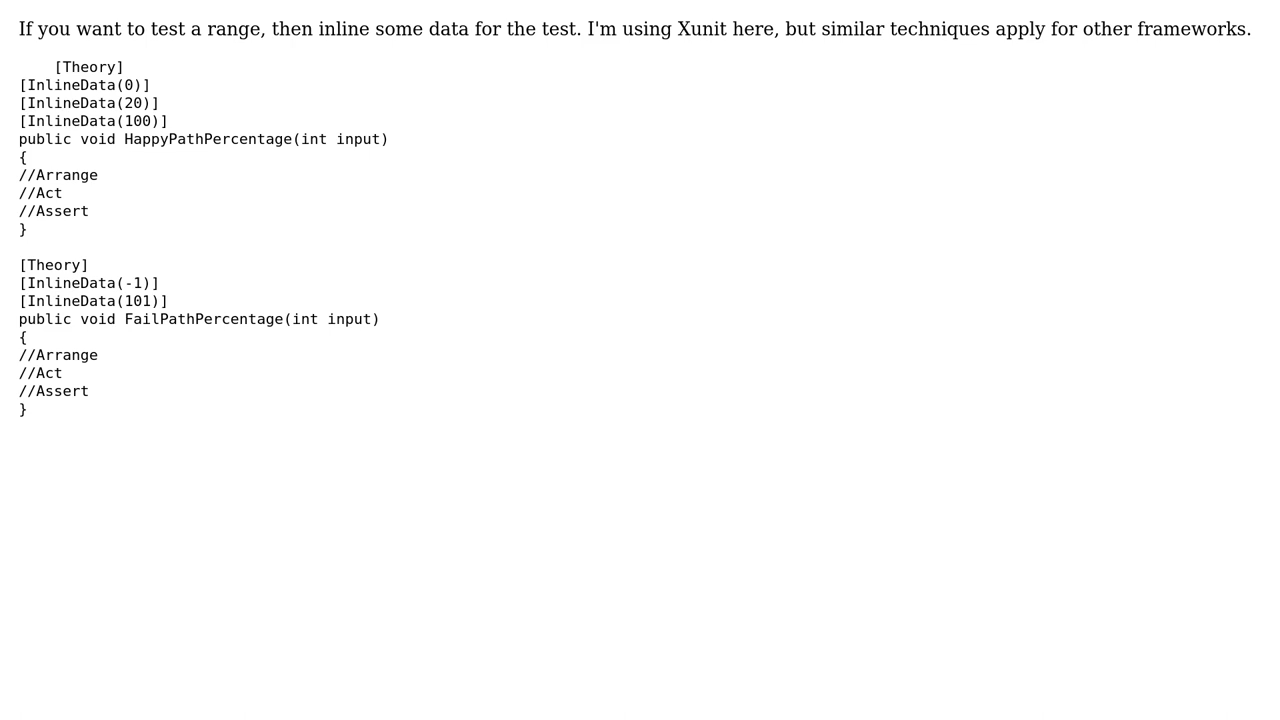 If you want to test a range, then inline some data for the test. I'm using Xunit here, but similar techniques apply for other frameworks.
    [Theory]
[InlineData(0)]
[InlineData(20)]
[InlineData(100)]
public void HappyPathPercentage(int input)
{
//Arrange
//Act
//Assert
}

[Theory]
[InlineData(-1)]
[InlineData(101)]
public void FailPathPercentage(int input)
{
//Arrange
//Act
//Assert
}